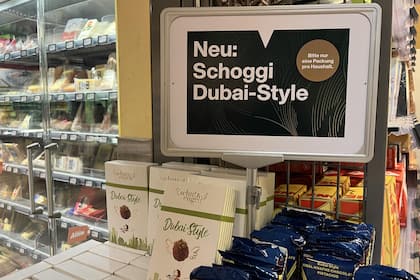 Neu:
Schoggi
Dubai-Style
Bitte nur
eine Packung
pro Haushalt.
Dubai Style
Dubai Style